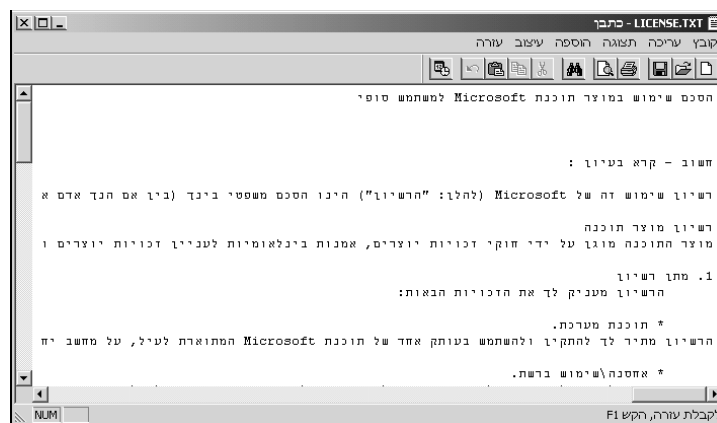 LICENSE.TXT - כתבן
קובץ עריכה תצוגה הוספה עיצוב עזרה
הסכם שימוש במוצר תוכנת Microsoft למשתמש סופי
חשוב - קרא בעיון :
רשיון שימוש זה של Microsoft (להלן: "הרשיון") הינו הסכם משפטי בינך (בין אם הנך אדם א
רשיון מוצר תוכנה
מוצר התוכנה מוגן על ידי חוקי זכויות יוצרים, אמנות בינלאומיות לעניין זכויות יוצרים ו
1. מתן רשיון
הרשיון מעניק לך את הזכויות הבאות:
* תוכנת מערכת.
הרשיון מתיר לך להתקין ולהשתמש בעותק אחד של תוכנת Microsoft המתוארת לעיל, על מחשב יח
* אחסנה\שימוש ברשת.
לקבלת עזרה, הקש F1
NUM